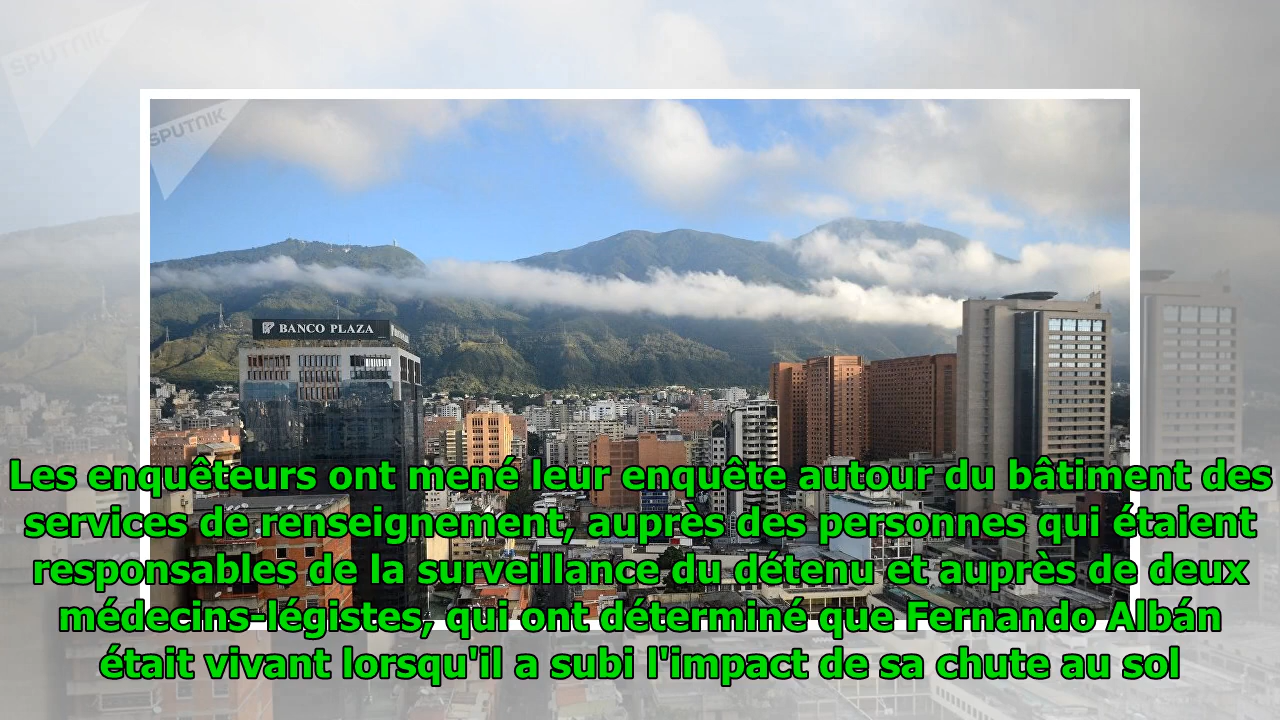 SPUTNIK
SPUTNIK
BANCO PLAZA
Les enquêteurs ont mené leur enquête autour du bâtiment des
services de renseignement, auprès des personnes qui étaient
responsables de la surveillance du détenu et auprès de deux
médecins-légistes, qui ont déterminé que Fernando Albán
était vivant lorsqu'il a subi l'impact de sa chute au sol